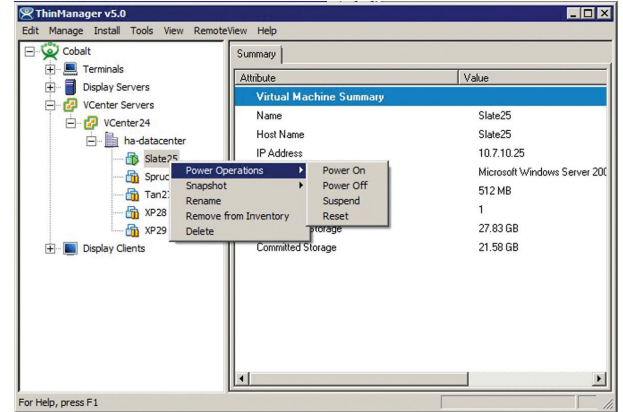 ThinManager v5.0
Edit Manage Install Tools View RemoteView Help
Cobalt
Terminals
Display Servers
VCenter Servers
VCenter24
ha-datacenter
Slate25
Spruc
Tan2
XP28
XP29
Display Clients
Power Operations
Snapshot
Rename
Remove from Inventory
Delete
Power On
Power Off
Suspend
Reset
Summary
Attribute Value
Virtual Machine Summary
Name Slate25
Host Name Slate25
IP Address 10.7.10.25
Microsoft Windows Server 200
512 MB
1
Storage 27.83 GB
Committed Storage 21.58 GB
For Help, press F1